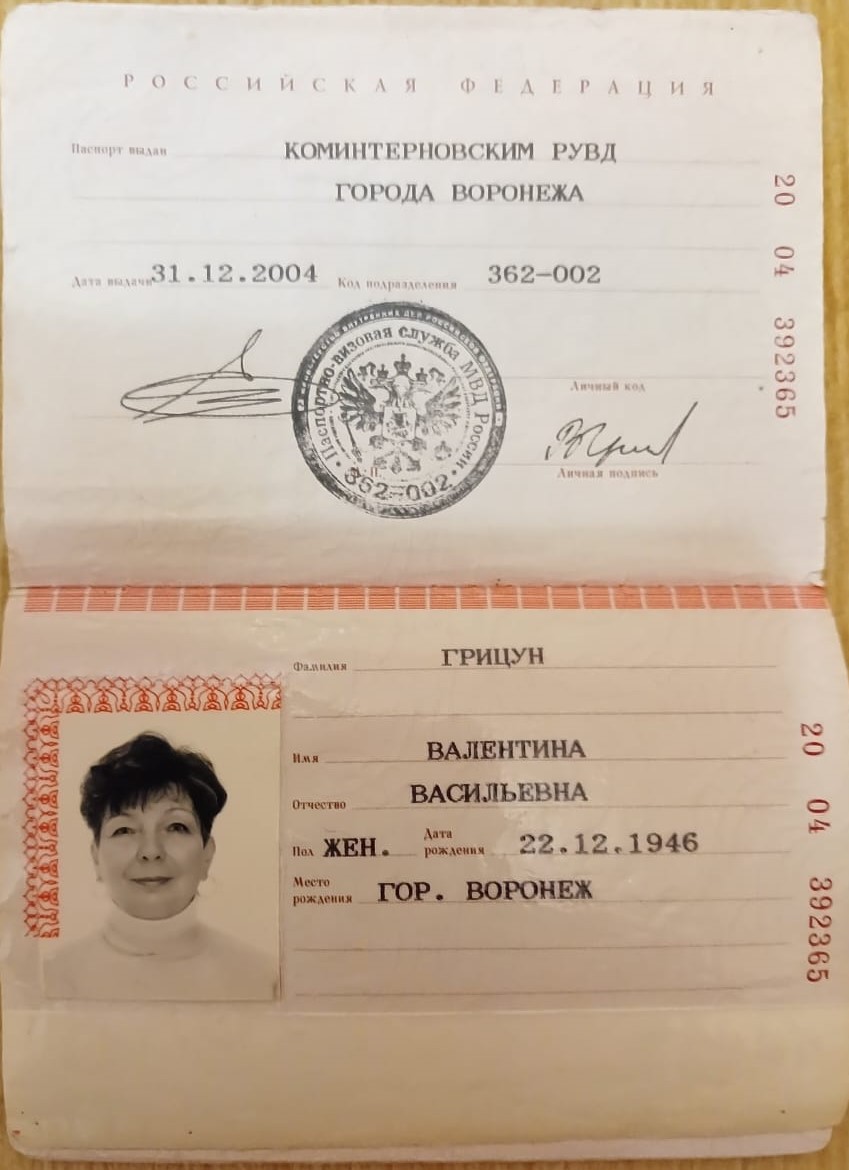 РОССИЙСКАЯ ФЕДЕРАЦИЯ
Паспорт выдан КОМИНТЕРНОВСКИМ РУВД
ГОРОДА ВОРОНЕЖА
Дата выдачи 31.12.2004 Код подразделения 362-002
20 04 392365
Паспортно-визовая служба МВД России
362-002
Личный код
Личная подпись
Фамилия ГРИЦУН
Имя ВАЛЕНТИНА
Отчество ВАСИЛЬЕВНА
Пол ЖЕН. Дата рождения 22.12.1946
Место рождения ГОР. ВОРОНЕЖ
20 04 392365